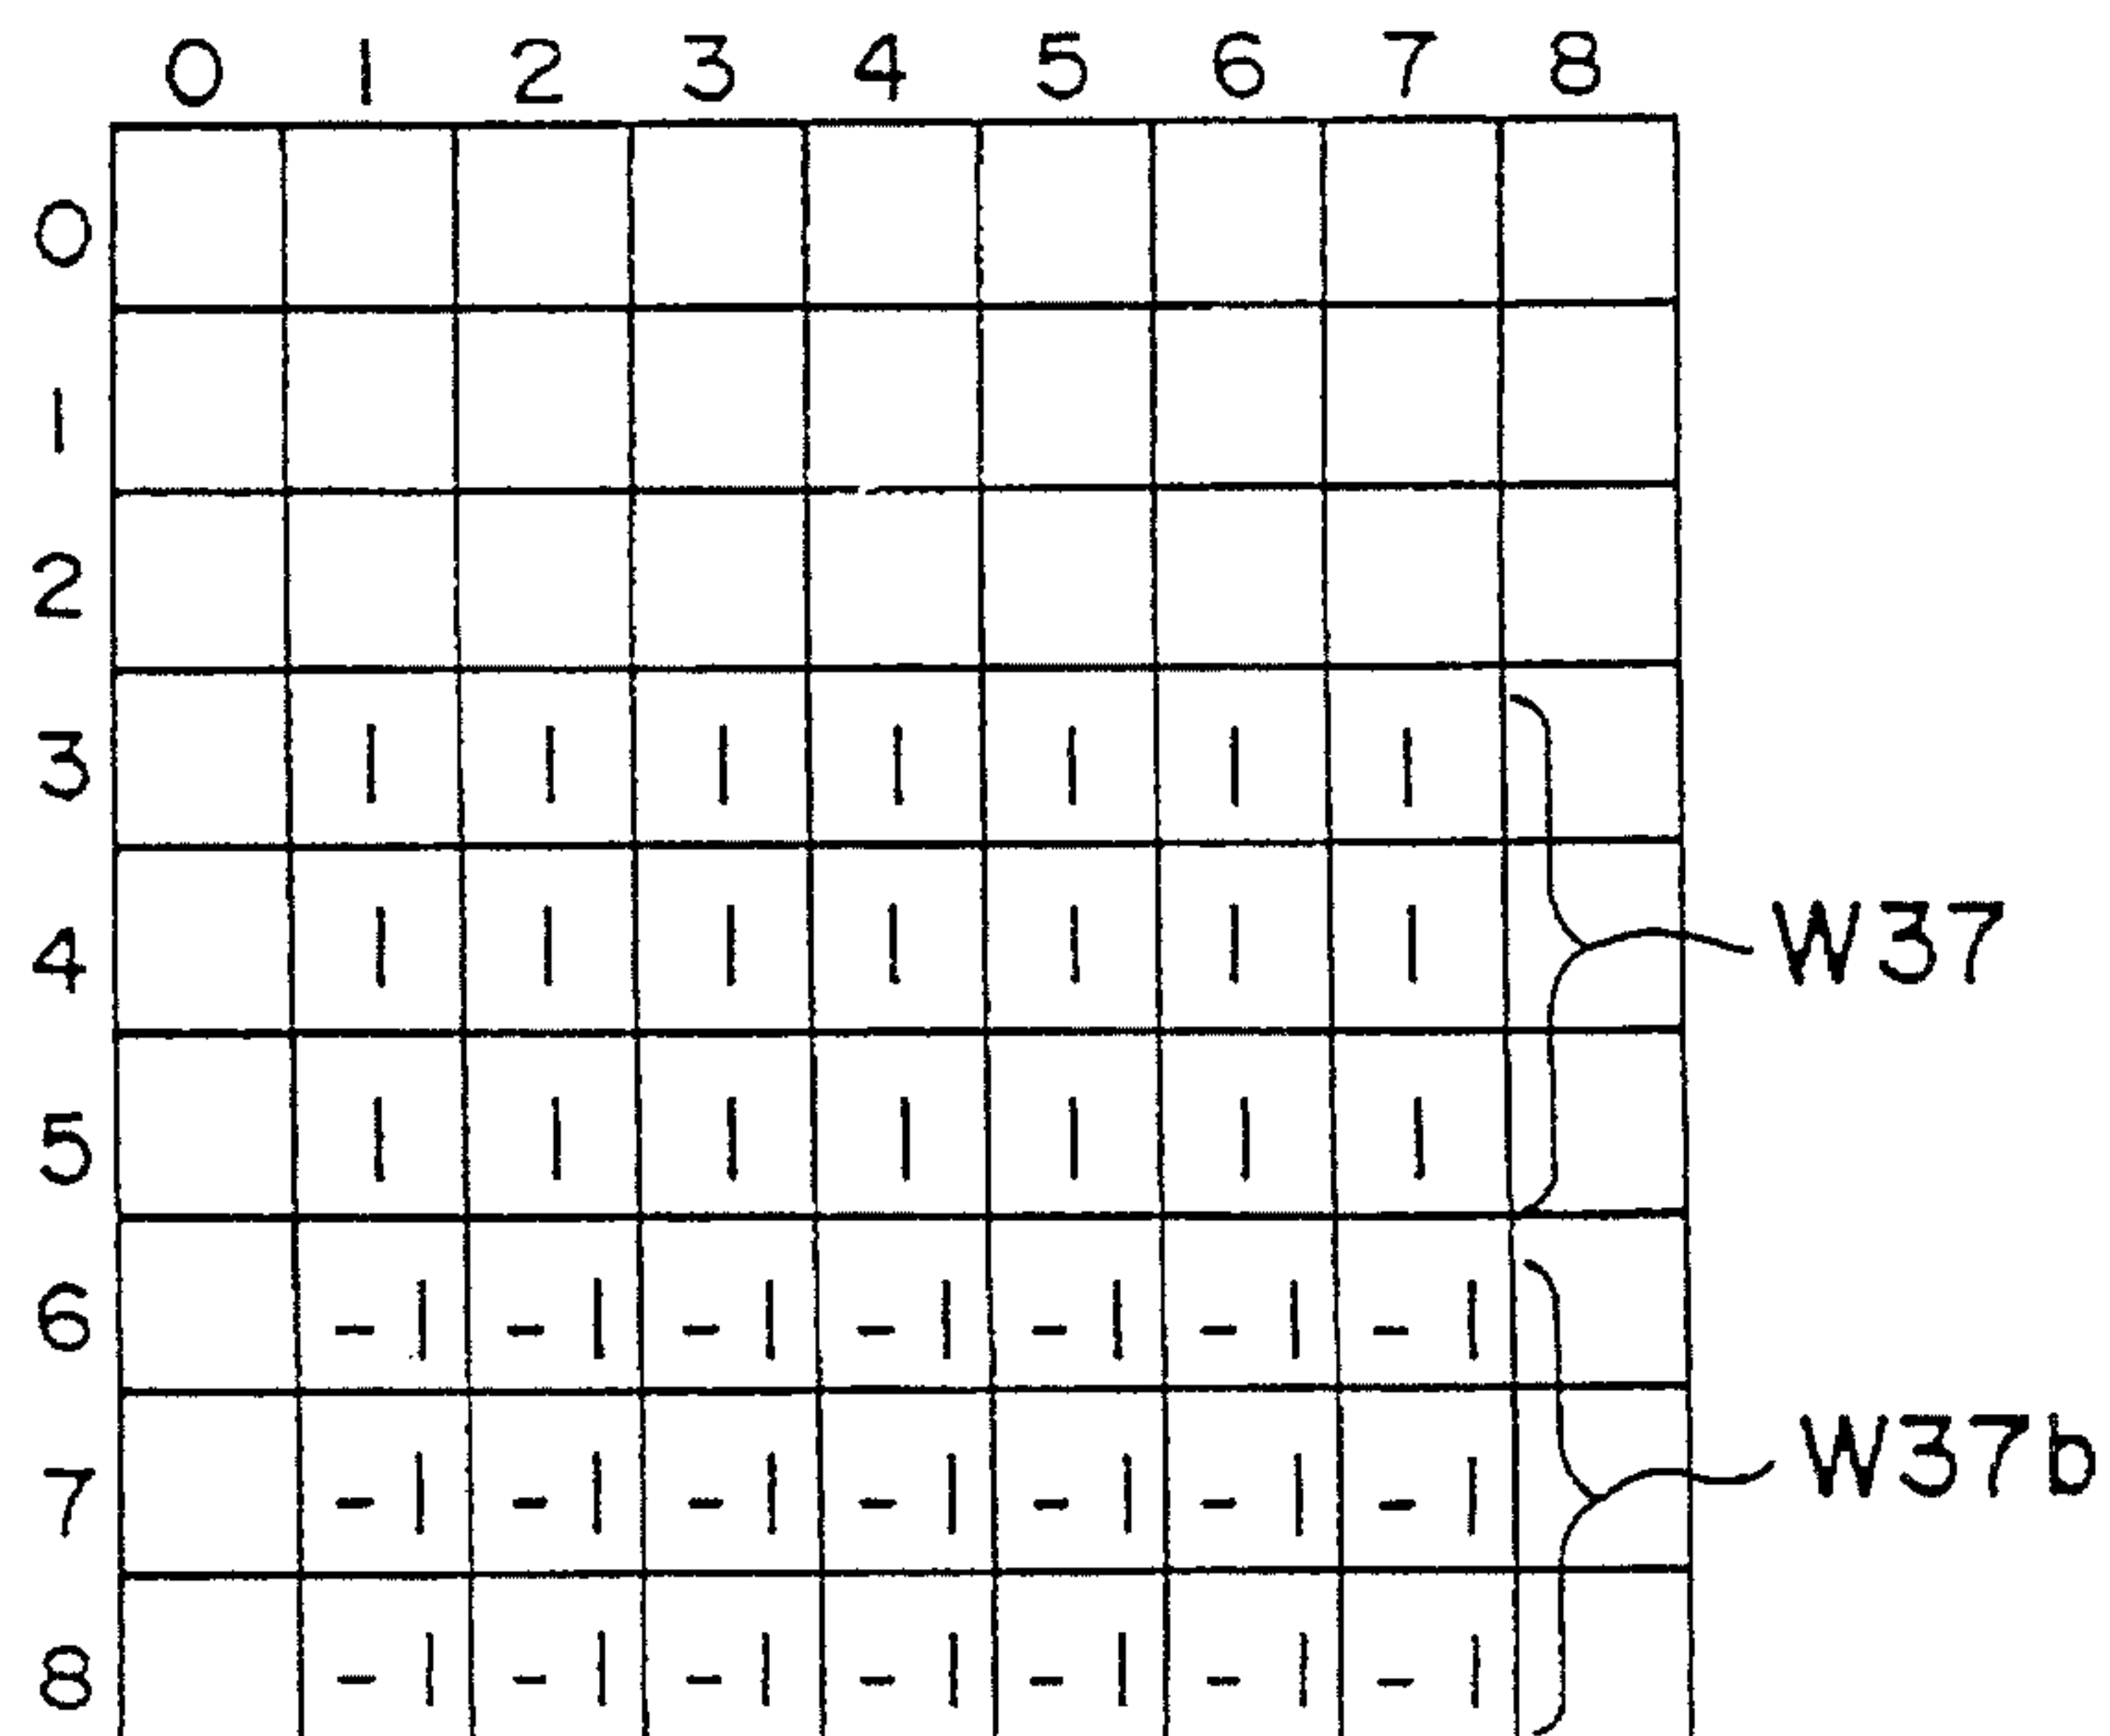 0 1 2 3 4 5 6 7 8
0
1
2
3 1 1 1 1 1 1 1
4 1 1 1 1 1 1 1 W37
5 1 1 1 1 1 1 1
6 -1 -1 -1 -1 -1 -1 -1
7 -1 -1 -1 -1 -1 -1 -1 W37b
8 -1 -1 -1 -1 -1 -1 -1